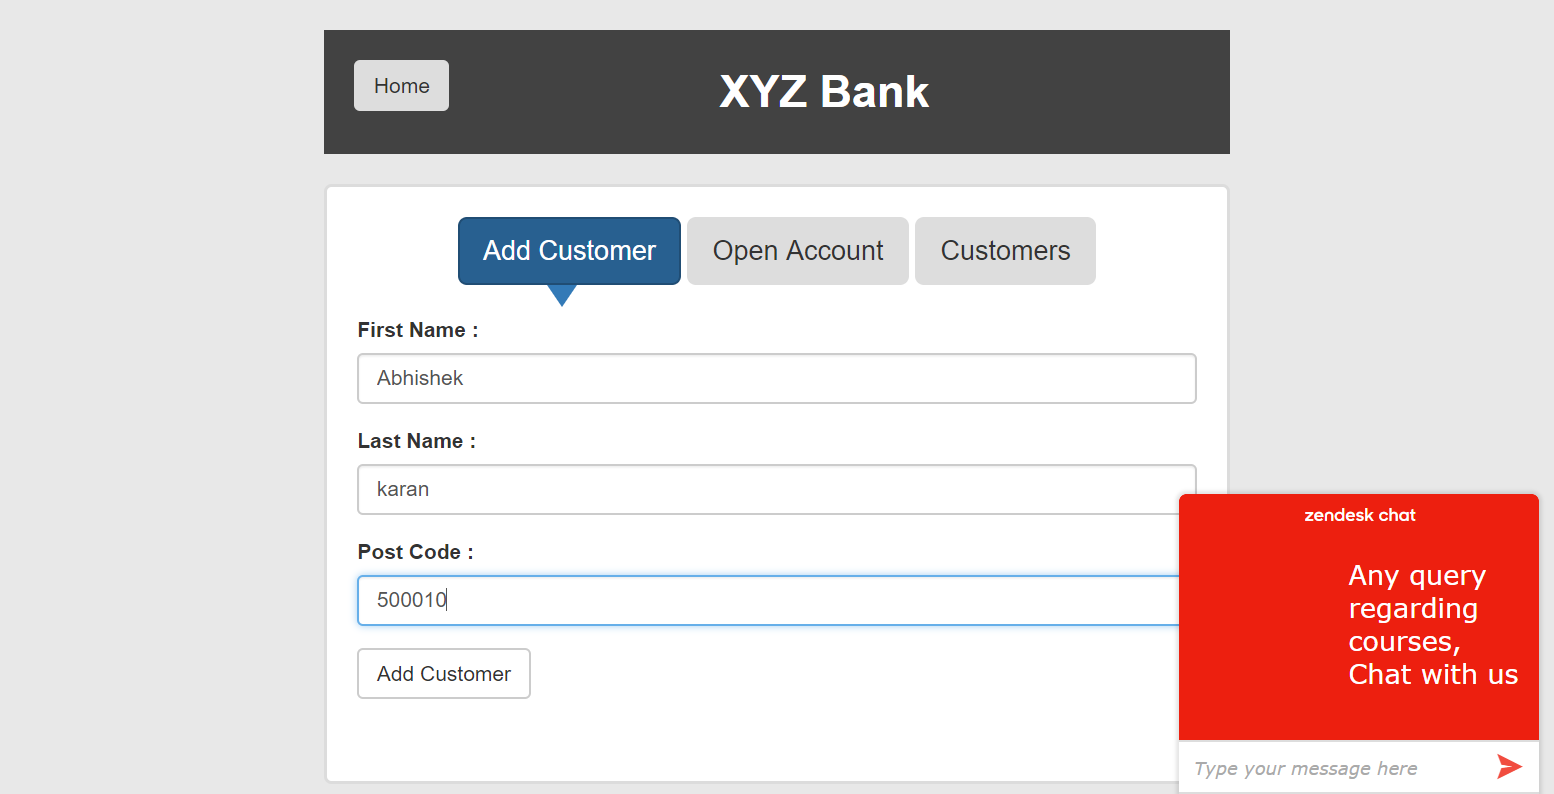 Home
XYZ Bank
Add Customer
Open Account
Customers
First Name :
Abhishek
Last Name :
karan
Post Code :
500010
Add Customer
zendesk chat
Any query
regarding
courses,
Chat with us
Type your message here